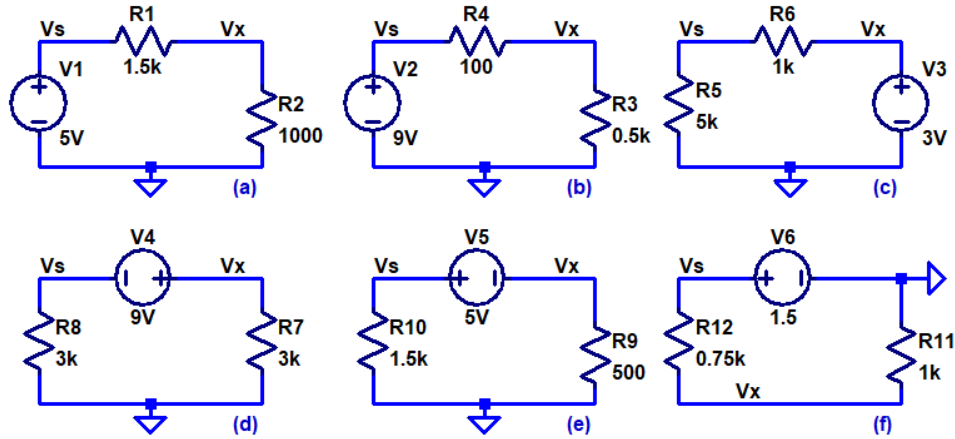 R1
Vs
Vx
1.5k
V1
5V
R2
1000
(a)
R4
Vs
Vx
100
V2
9V
R3
0.5k
(b)
R6
Vs
Vx
1k
R5
5k
V3
3V
(c)
V4
Vs
Vx
9V
R8
3k
R7
3k
(d)
V5
Vs
Vx
5V
R10
1.5k
R9
500
(e)
V6
Vs
1.5
R12
0.75k
R11
1k
Vx
(f)